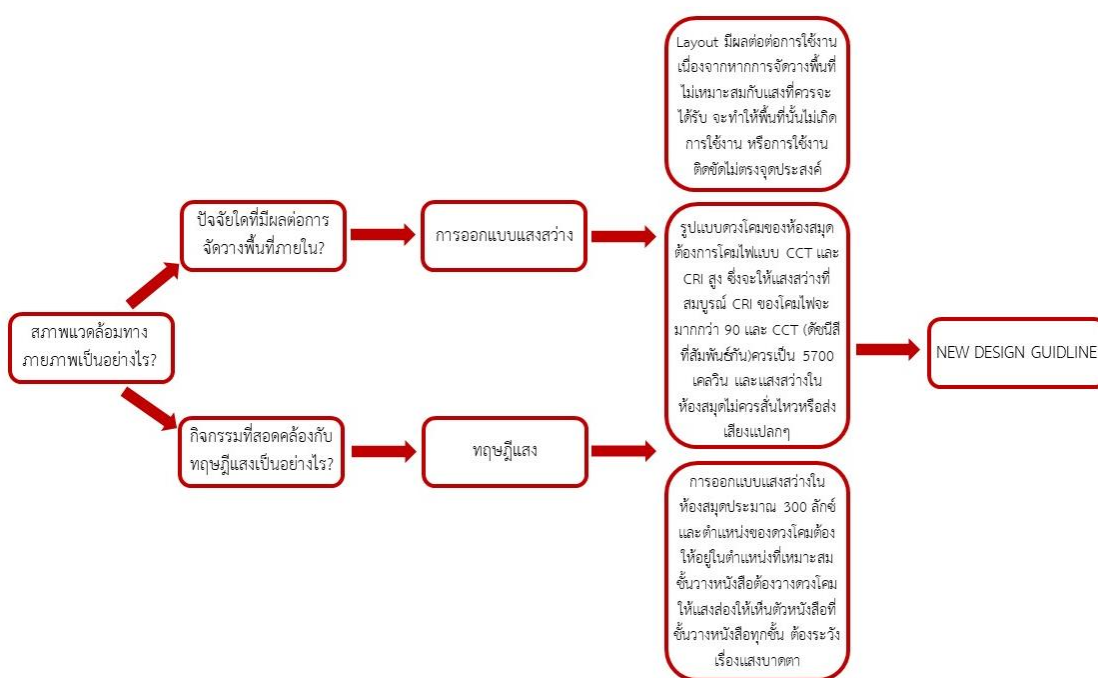 สภาพแวดล้อมทาง
ภายภาพเป็นอย่างไร?
ปัจจัยใดที่มีผลต่อการ
จัดวางพื้นที่ภายใน?
กิจกรรมที่สอดคล้องกับ
ทฤษฎีแสงเป็นอย่างไร?
การออกแบบแสงสว่าง
ทฤษฎีแสง
Layout มีผลต่อต่อการใช้งาน
เนื่องจากหากการจัดวางพื้นที่
ไม่เหมาะสมกับแสงที่ควรจะ
ได้รับ จะทำให้พื้นที่นั้นไม่เกิด
การใช้งาน หรือการใช้งาน
ติดขัดไม่ตรงจุดประสงค์
รูปแบบดวงโคมของห้องสมุด
ต้องการโคมไฟแบบ CCT และ
CRI สูง ซึ่งจะให้แสงสว่างที่
สมบูรณ์ CRI ของโคมไฟจะ
มากกว่า 90 และ CCT (ดัชนีสี
ที่สัมพันธ์กัน)ควรเป็น 5700
เคลวิน และแสงสว่างใน
ห้องสมุดไม่ควรสั่นไหวหรือส่ง
เสียงแปลกๆ
การออกแบบแสงสว่างใน
ห้องสมุดประมาณ 300 ลักซ์
และตำแหน่งของดวงโคมต้อง
ให้อยู่ในตำแหน่งที่เหมาะสม
ชั้นวางหนังสือต้องวางดวงโคม
ให้แสงส่องให้เห็นตัวหนังสือที่
ชั้นวางหนังสือทุกชั้น ต้องระวัง
เรื่องแสงบาดตา
NEW DESIGN GUIDLINE